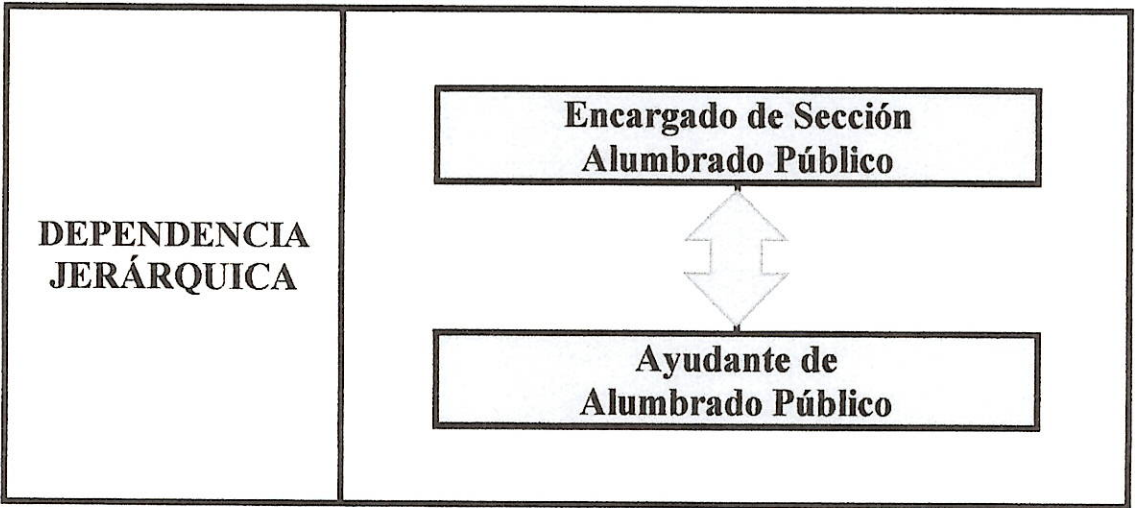 DEPENDENCIA
JERÁRQUICA
Encargado de Sección
Alumbrado Público
Ayudante de
Alumbrado Público